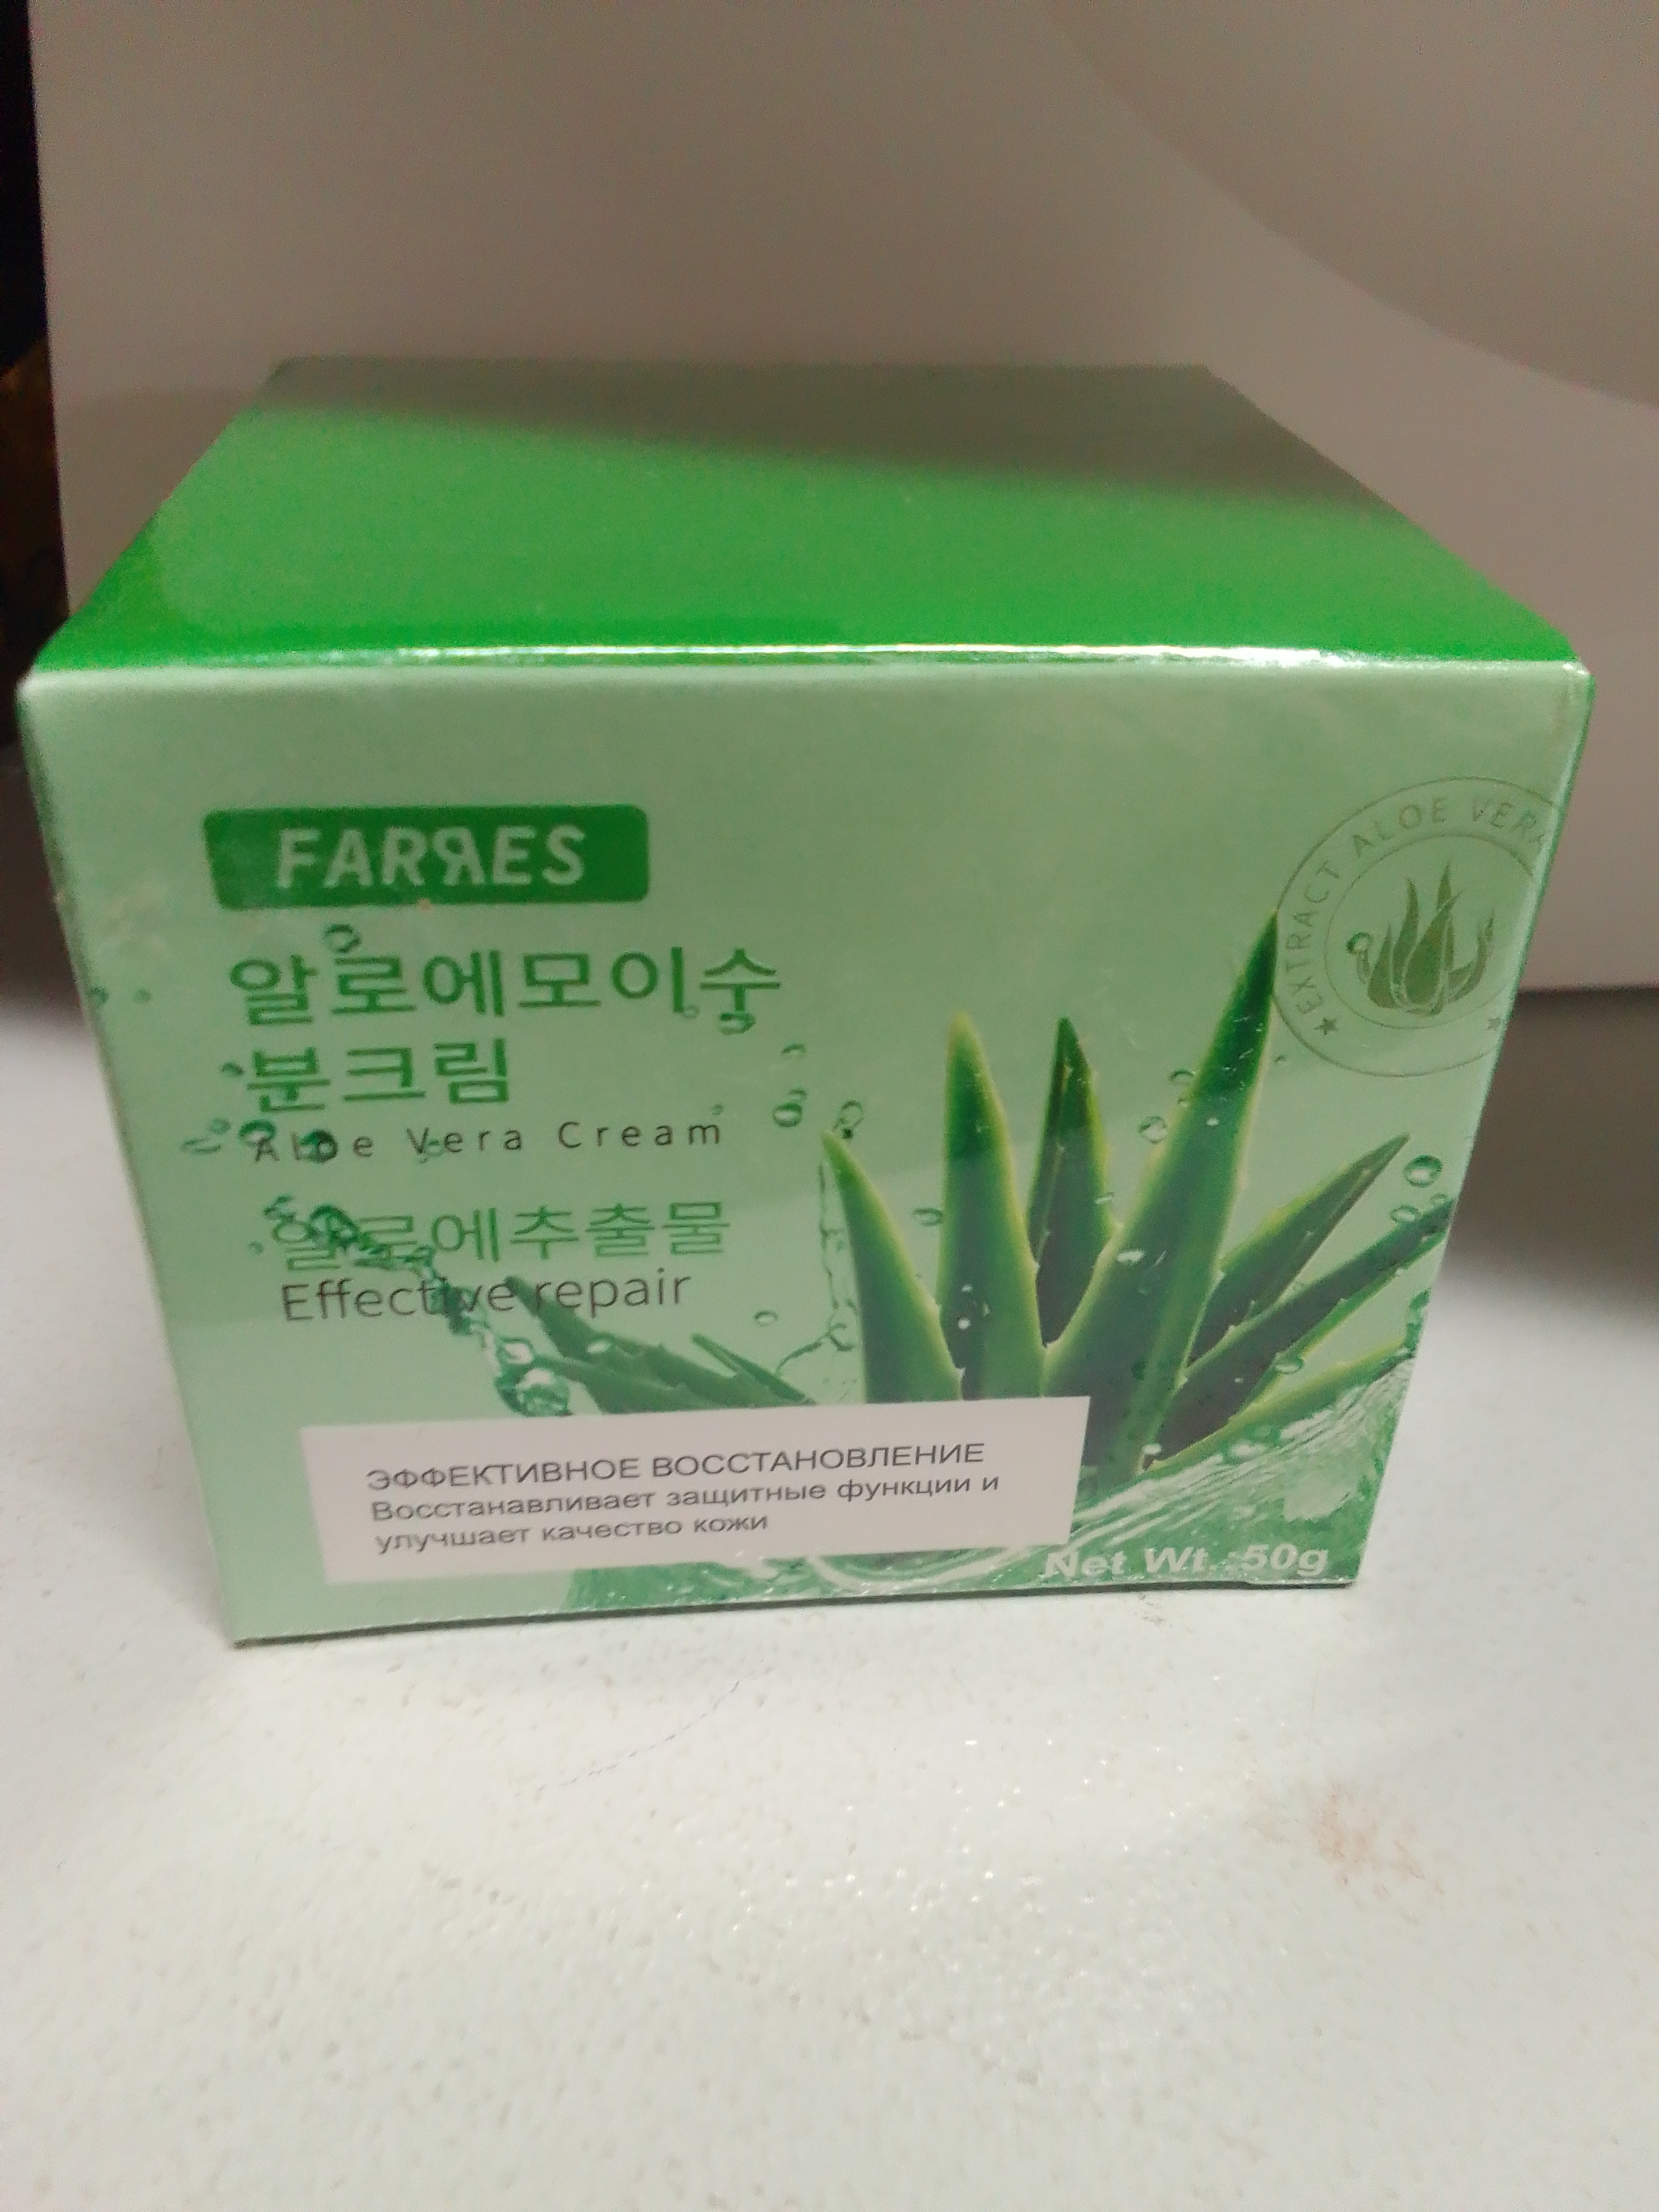 FARЯES
알로에모이수
분크림
Aloe Vera Cream
알로에추출물
Effective repair
EXTRACT ALOE VERA
ЭФФЕКТИВНОЕ ВОССТАНОВЛЕНИЕ
Восстанавливает защитные функции и
улучшает качество кожи
Net Wt.:50g